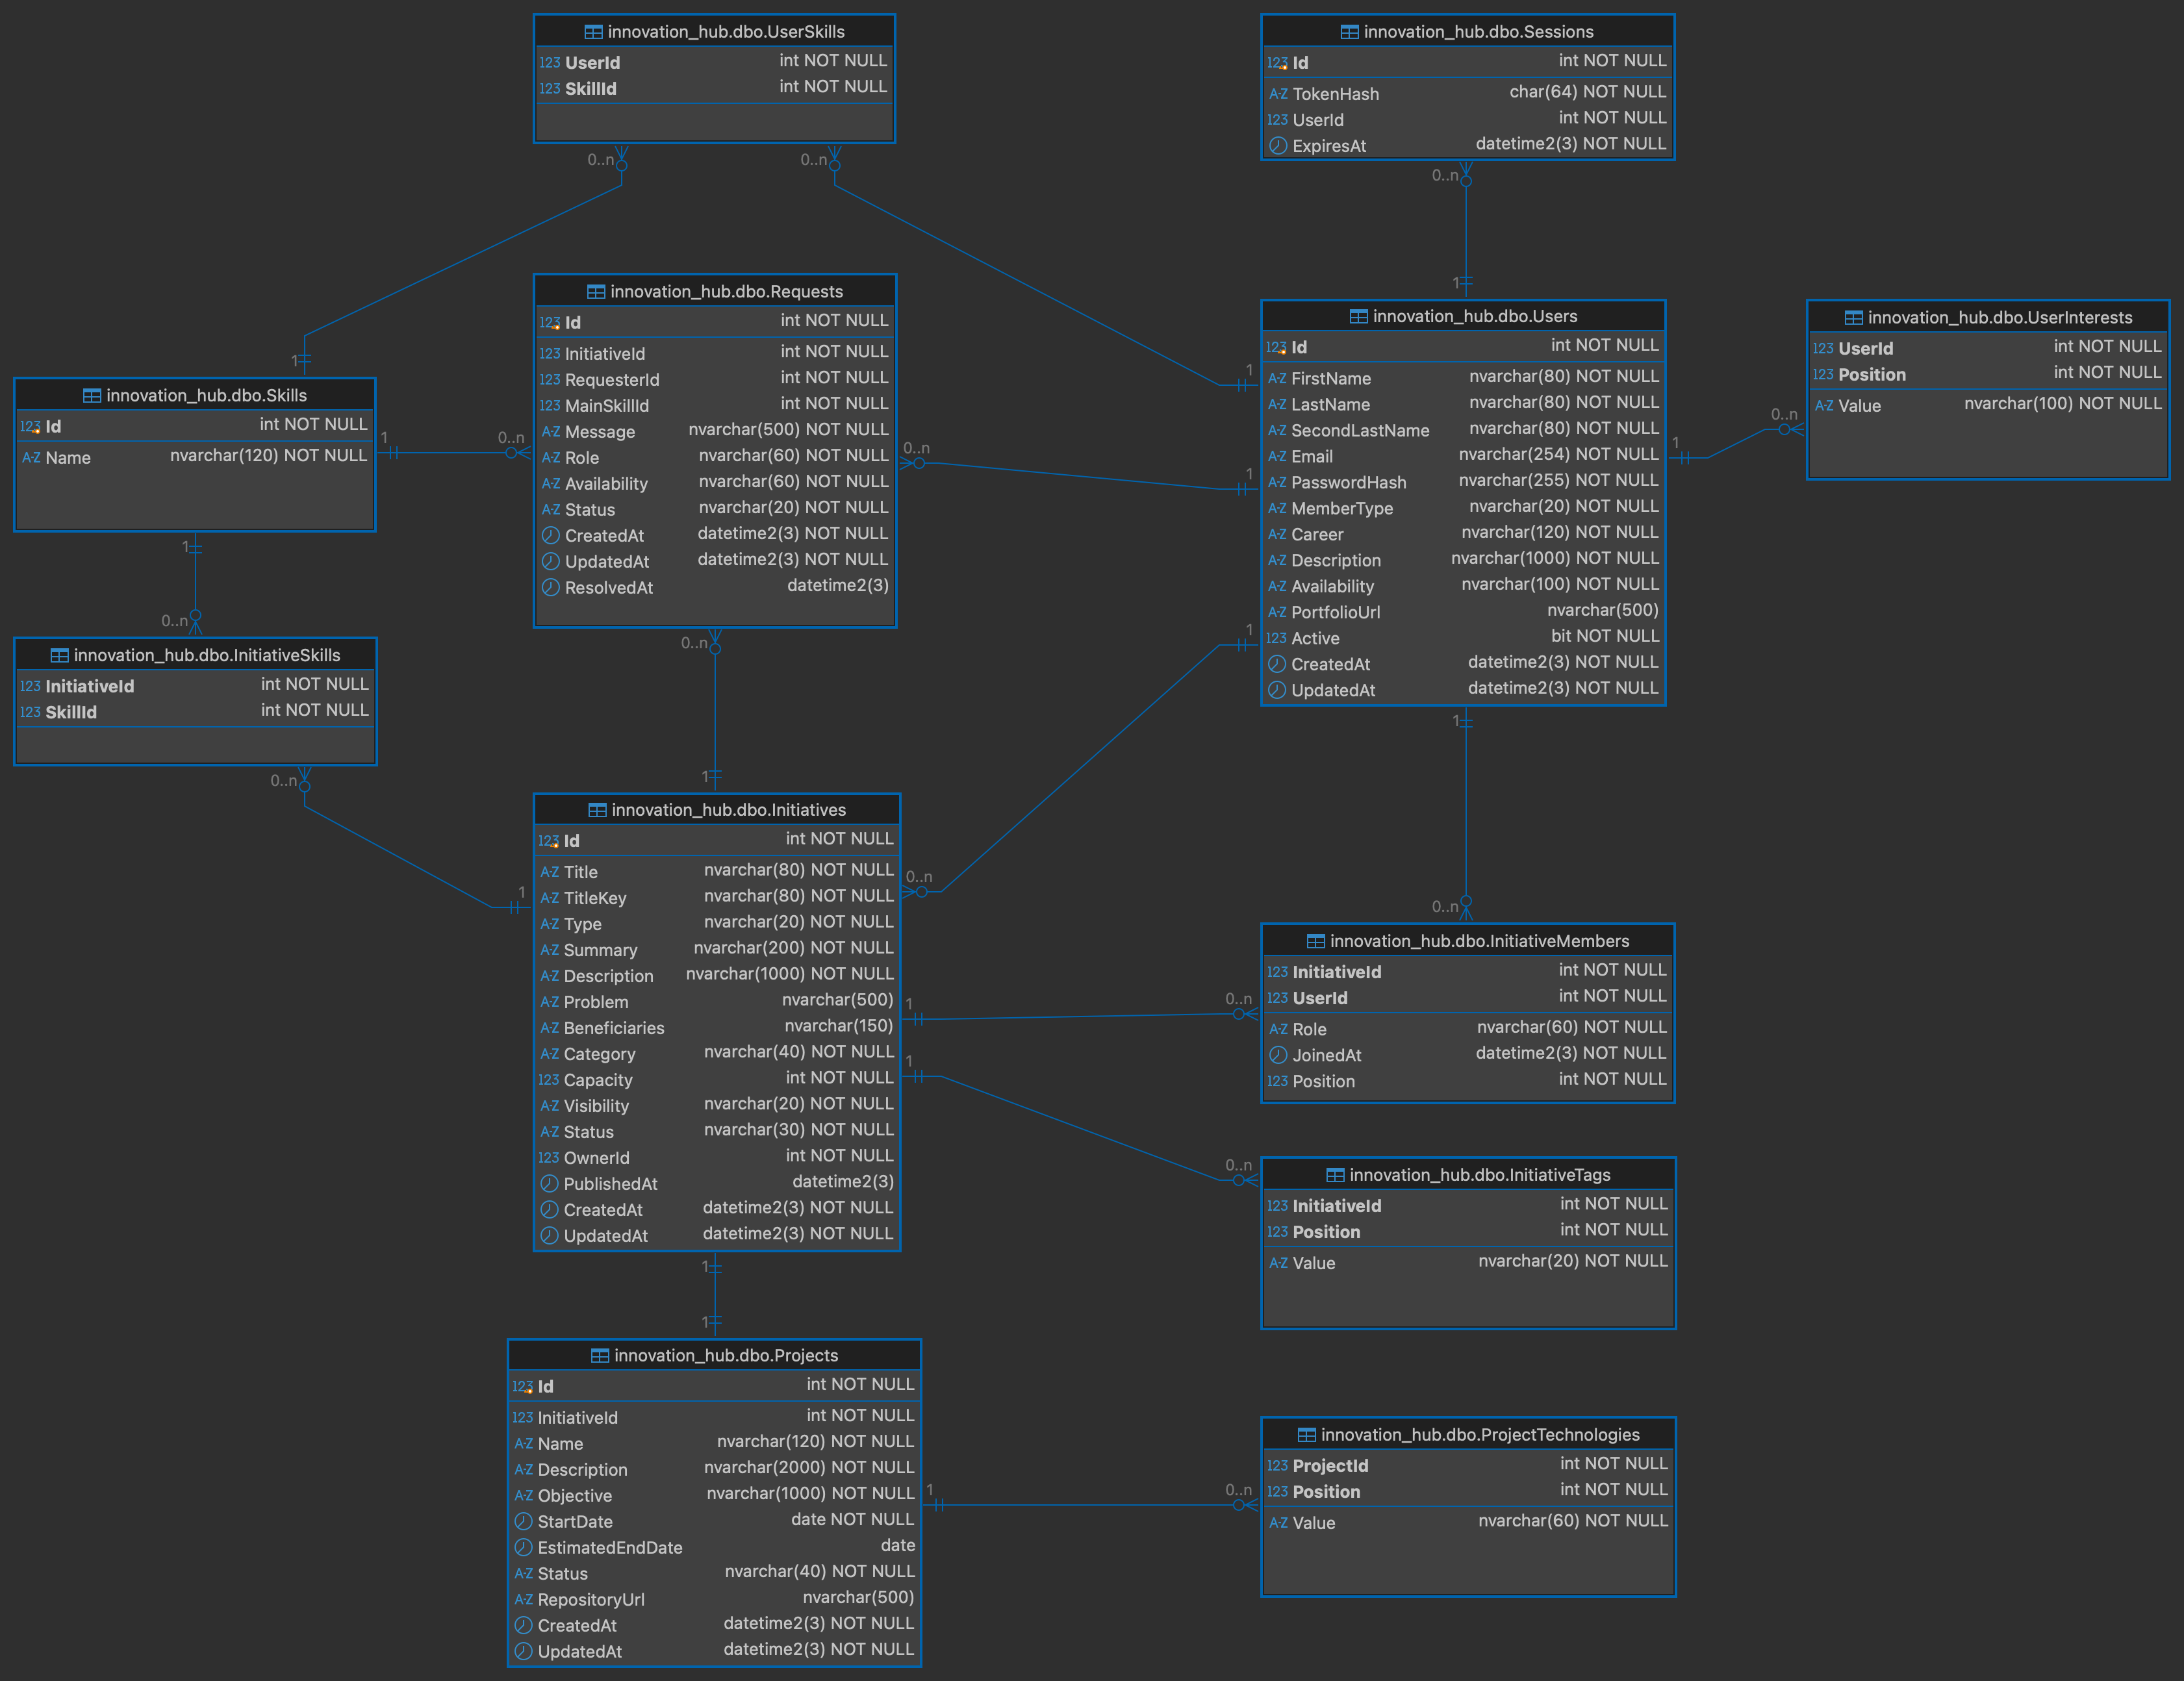 innovation_hub.dbo.UserSkills
123 UserId int NOT NULL
123 SkillId int NOT NULL
0..n
0..n
innovation_hub.dbo.Sessions
123 Id int NOT NULL
A-Z TokenHash char(64) NOT NULL
123 UserId int NOT NULL
ExpiresAt datetime2(3) NOT NULL
0..n
1
innovation_hub.dbo.Requests
123 Id int NOT NULL
123 InitiativeId int NOT NULL
123 RequesterId int NOT NULL
123 MainSkillId int NOT NULL
A-Z Message nvarchar(500) NOT NULL
A-Z Role nvarchar(60) NOT NULL
A-Z Availability nvarchar(60) NOT NULL
A-Z Status nvarchar(20) NOT NULL
CreatedAt datetime2(3) NOT NULL
UpdatedAt datetime2(3) NOT NULL
ResolvedAt datetime2(3)
0..n
0..n
0..n
1
innovation_hub.dbo.Users
123 Id int NOT NULL
A-Z FirstName nvarchar(80) NOT NULL
A-Z LastName nvarchar(80) NOT NULL
A-Z SecondLastName nvarchar(80) NOT NULL
A-Z Email nvarchar(254) NOT NULL
A-Z PasswordHash nvarchar(255) NOT NULL
A-Z MemberType nvarchar(20) NOT NULL
A-Z Career nvarchar(120) NOT NULL
A-Z Description nvarchar(1000) NOT NULL
A-Z Availability nvarchar(100) NOT NULL
A-Z PortfolioUrl nvarchar(500)
123 Active bit NOT NULL
CreatedAt datetime2(3) NOT NULL
UpdatedAt datetime2(3) NOT NULL
1
1
1
1
1
innovation_hub.dbo.UserInterests
123 UserId int NOT NULL
123 Position int NOT NULL
A-Z Value nvarchar(100) NOT NULL
0..n
1
innovation_hub.dbo.Skills
123 Id int NOT NULL
A-Z Name nvarchar(120) NOT NULL
1
1
0..n
innovation_hub.dbo.InitiativeSkills
123 InitiativeId int NOT NULL
123 SkillId int NOT NULL
0..n
1
innovation_hub.dbo.Initiatives
123 Id int NOT NULL
A-Z Title nvarchar(80) NOT NULL
A-Z TitleKey nvarchar(80) NOT NULL
A-Z Type nvarchar(20) NOT NULL
A-Z Summary nvarchar(200) NOT NULL
A-Z Description nvarchar(1000) NOT NULL
A-Z Problem nvarchar(500)
A-Z Beneficiaries nvarchar(150)
A-Z Category nvarchar(40) NOT NULL
123 Capacity int NOT NULL
A-Z Visibility nvarchar(20) NOT NULL
A-Z Status nvarchar(30) NOT NULL
123 OwnerId int NOT NULL
PublishedAt datetime2(3)
CreatedAt datetime2(3) NOT NULL
UpdatedAt datetime2(3) NOT NULL
0..n
1
1
0..n
innovation_hub.dbo.InitiativeMembers
123 InitiativeId int NOT NULL
123 UserId int NOT NULL
A-Z Role nvarchar(60) NOT NULL
JoinedAt datetime2(3) NOT NULL
123 Position int NOT NULL
0..n
0..n
innovation_hub.dbo.InitiativeTags
123 InitiativeId int NOT NULL
123 Position int NOT NULL
A-Z Value nvarchar(20) NOT NULL
1
1
innovation_hub.dbo.Projects
123 Id int NOT NULL
123 InitiativeId int NOT NULL
A-Z Name nvarchar(120) NOT NULL
A-Z Description nvarchar(2000) NOT NULL
A-Z Objective nvarchar(1000) NOT NULL
StartDate date NOT NULL
EstimatedEndDate date
A-Z Status nvarchar(40) NOT NULL
A-Z RepositoryUrl nvarchar(500)
CreatedAt datetime2(3) NOT NULL
UpdatedAt datetime2(3) NOT NULL
1
0..n
innovation_hub.dbo.ProjectTechnologies
123 ProjectId int NOT NULL
123 Position int NOT NULL
A-Z Value nvarchar(60) NOT NULL